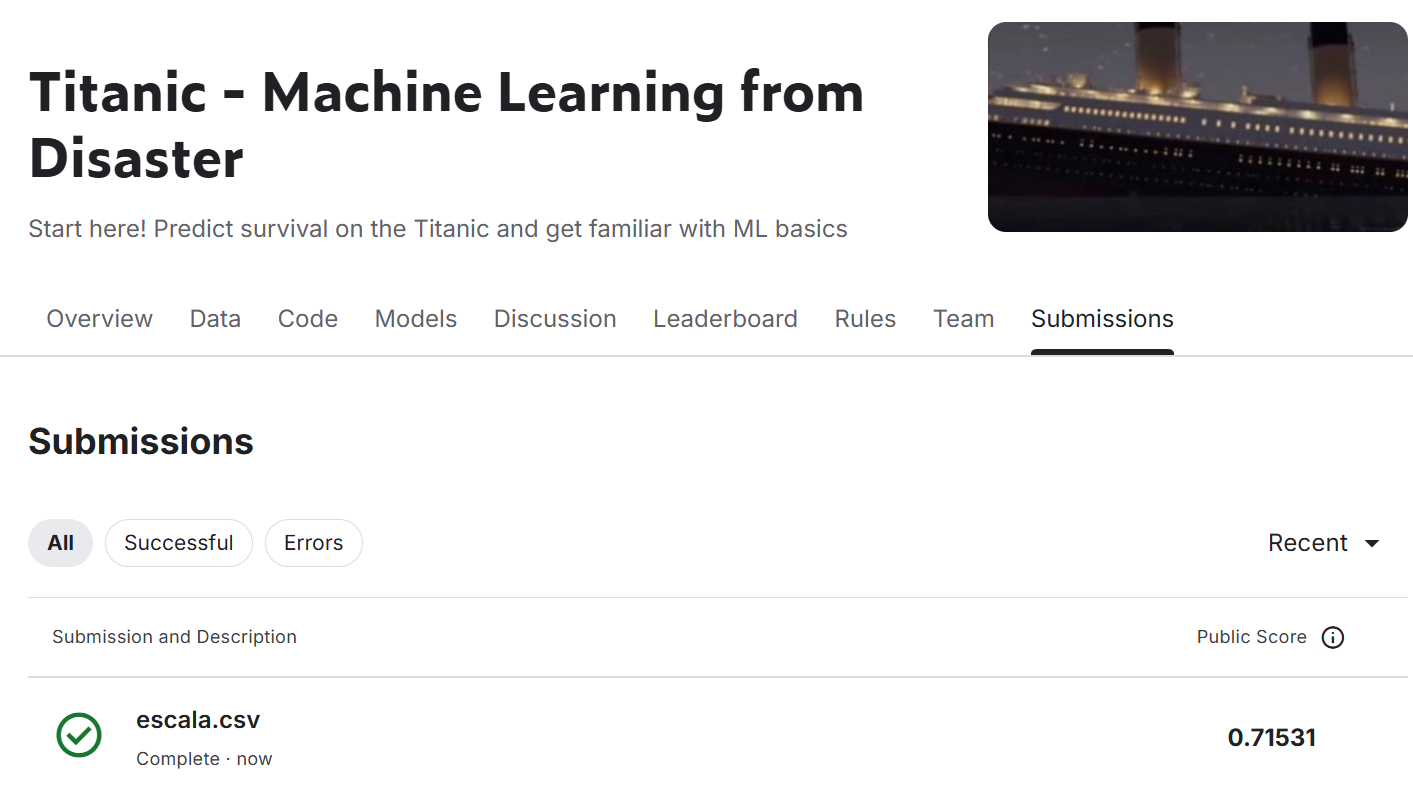 Titanic - Machine Learning from
Disaster
Start here! Predict survival on the Titanic and get familiar with ML basics
Overview Data Code Models Discussion Leaderboard Rules Team Submissions
Submissions
All Successful Errors Recent
Submission and Description Public Score
escala.csv
Complete · now
0.71531